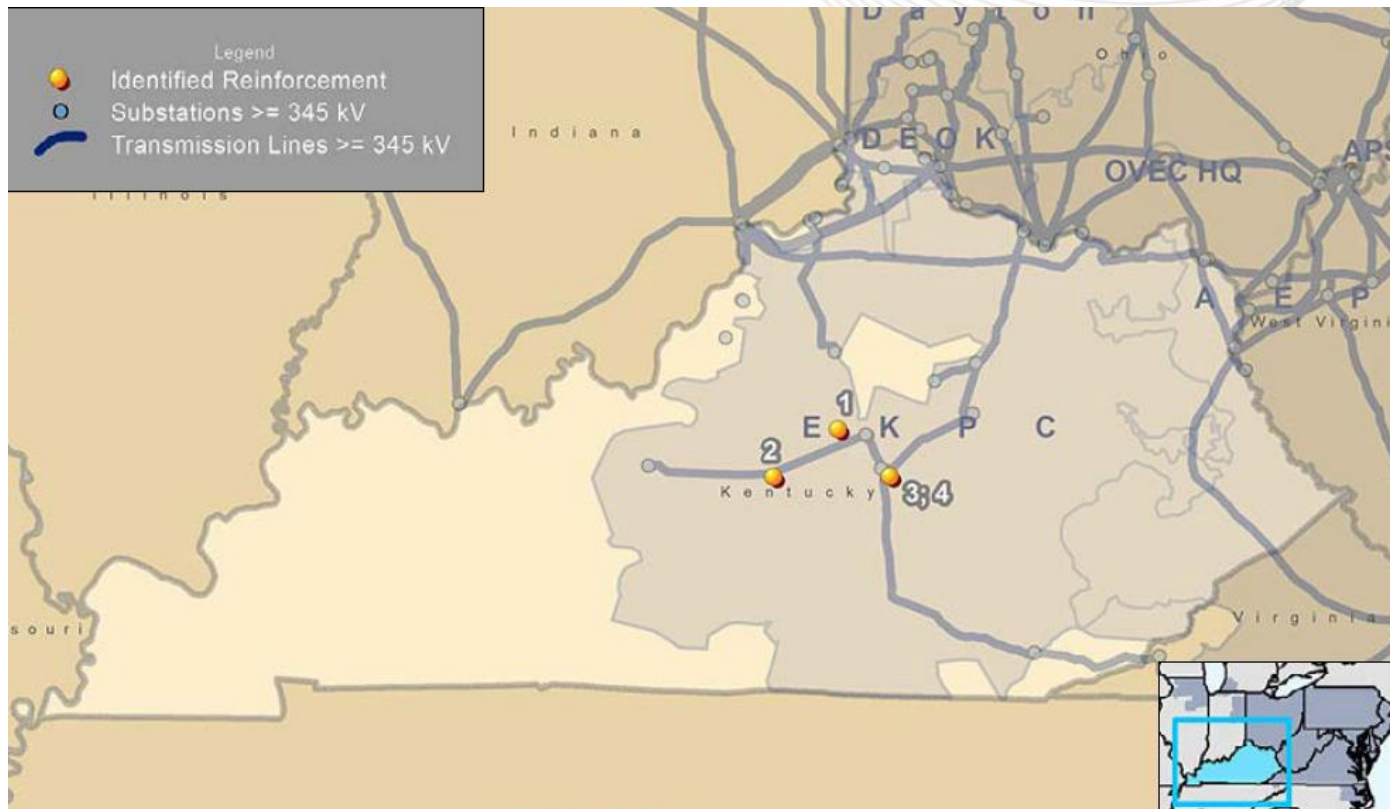 Legend
Identified Reinforcement
Substations >= 345 kV
Transmission Lines >= 345 kV
Dayton
Ohio
Indiana
DEOK
OVEC HQ
APS
Illinois
AEP
West Virgini
1
EKPC
2
Kentucky
3; 4
Virginia
souri